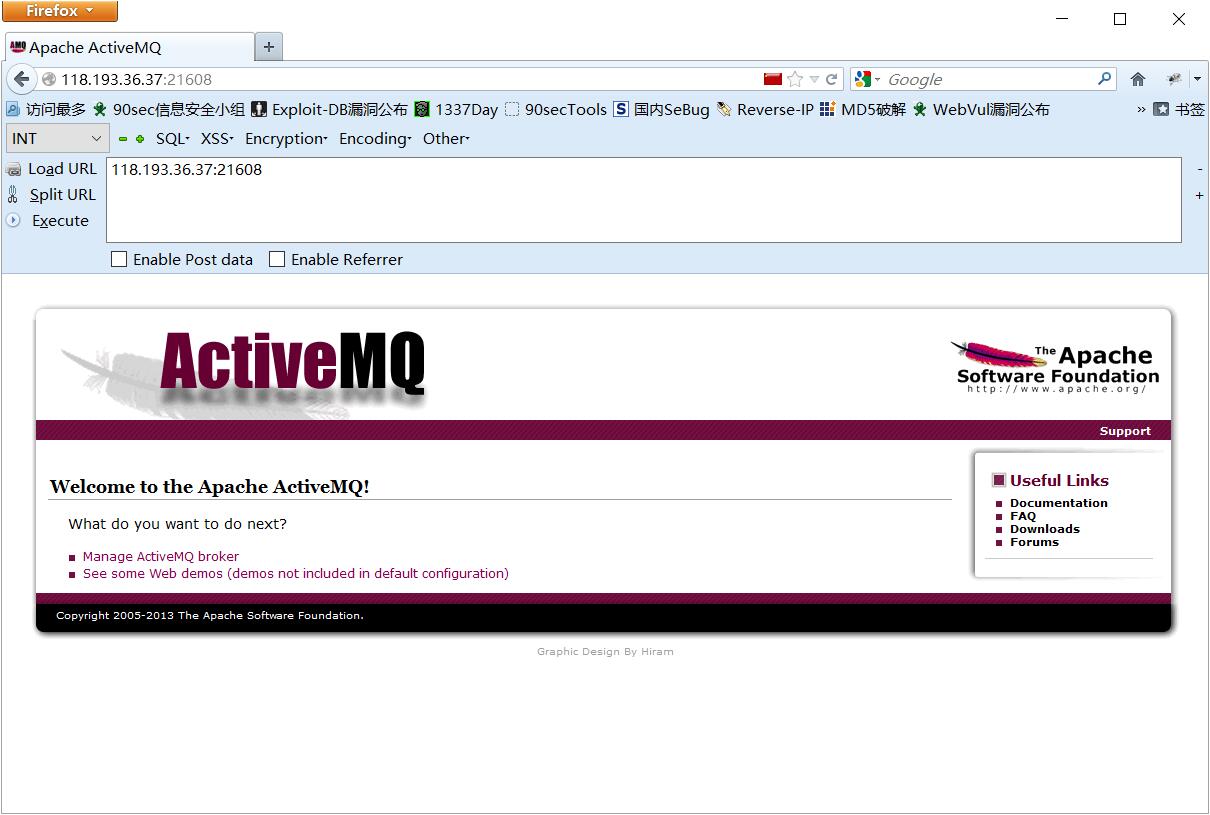 Firefox
Apache ActiveMQ
118.193.36.37:21608
Google
访问最多 90sec信息安全小组 Exploit-DB漏洞公布 1337Day 90secTools 国内SeBug Reverse-IP MD5破解 WebVul漏洞公布 » 书签
INT SQL XSS Encryption Encoding Other
Load URL 118.193.36.37:21608
Split URL
Execute
Enable Post data Enable Referrer
ActiveMQ
The Apache
Software Foundation
http://www.apache.org/
Support
Welcome to the Apache ActiveMQ!
What do you want to do next?
Manage ActiveMQ broker
See some Web demos (demos not included in default configuration)
Useful Links
Documentation
FAQ
Downloads
Forums
Copyright 2005-2013 The Apache Software Foundation.
Graphic Design By Hiram